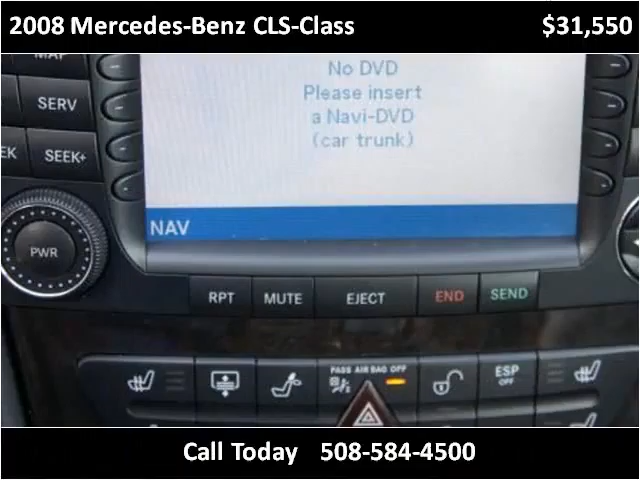 2008 Mercedes-Benz CLS-Class $31,550
No DVD
Please insert
a Navi-DVD
(car trunk)
SERV
SEEK+
NAV
PWR
RPT MUTE EJECT END SEND
PASS AIR BAG OFF
ESP
OFF
Call Today 508-584-4500